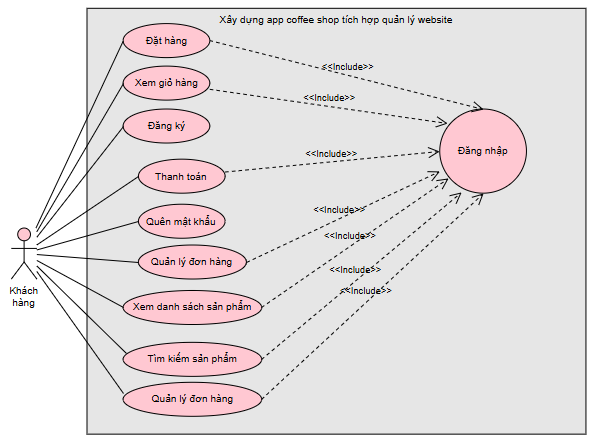 Xây dựng app coffee shop tích hợp quản lý website
Đặt hàng
<<Include>>
Xem giỏ hàng
<<Include>>
Đăng ký
Đăng nhập
<<Include>>
Thanh toán
<<Include>>
Quên mật khẩu
<<Include>>
Quản lý đơn hàng
<<Include>>
Khách
hàng
<<Include>>
Xem danh sách sản phẩm
Tìm kiếm sản phẩm
Quản lý đơn hàng